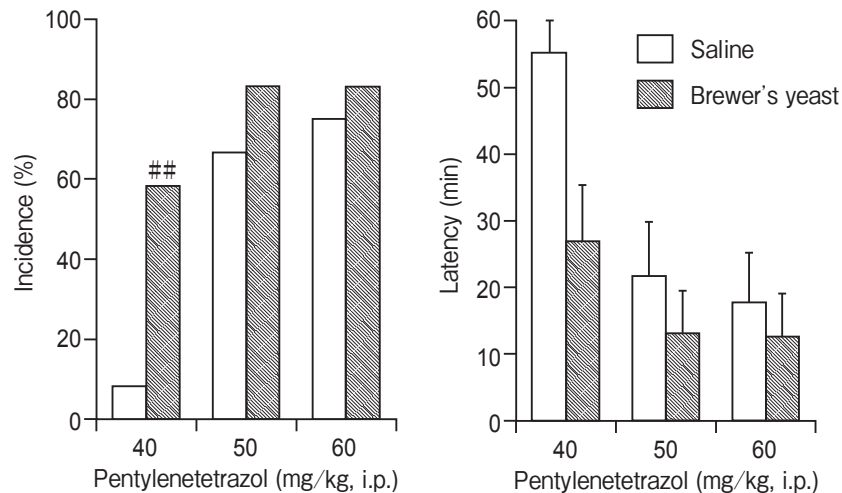 Incidence (%)
100
80
60
40
20
0
##
40 50 60
Pentylenetetrazol (mg/kg, i.p.)
Latency (min)
60
50
40
30
20
10
0
Saline
Brewer's yeast
40 50 60
Pentylenetetrazol (mg/kg, i.p.)